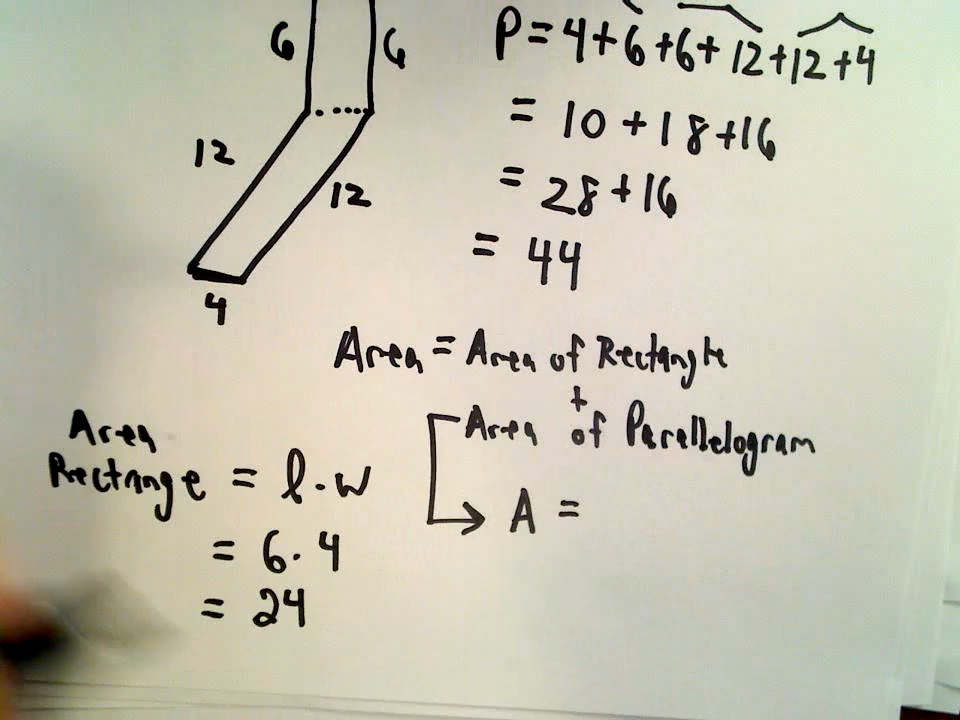 6
6
12
12
4
P = 4 + 6 + 6 + 12 + 12 + 4
= 10 + 18 + 16
= 28 + 16
= 44
Area = Area of Rectangle
+
Area of Parallelogram
A =
Area
Rectange = l · w
= 6 · 4
= 24